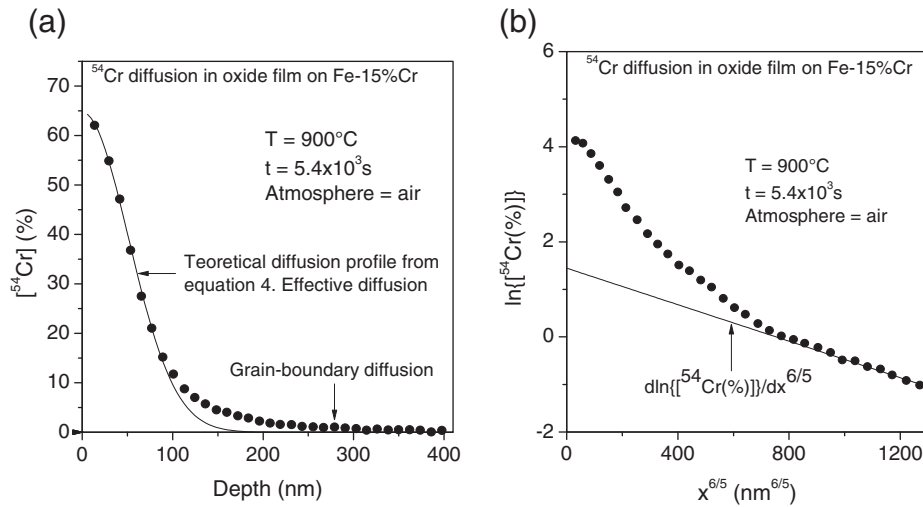 (a)
⁵⁴Cr diffusion in oxide film on Fe-15%Cr
70
60
50
40
30
20
10
0
[⁵⁴Cr] (%)
T = 900°C
t = 5.4x10³s
Atmosphere = air
Teoretical diffusion profile from
equation 4. Effective diffusion
Grain-boundary diffusion
0 100 200 300 400
Depth (nm)
(b)
⁵⁴Cr diffusion in oxide film on Fe-15%Cr
6
4
2
0
-2
ln{[⁵⁴Cr(%)]}
T = 900°C
t = 5.4x10³s
Atmosphere = air
dln{[⁵⁴Cr(%)]}/dx⁶/⁵
0 400 800 1200
x⁶/⁵ (nm⁶/⁵)